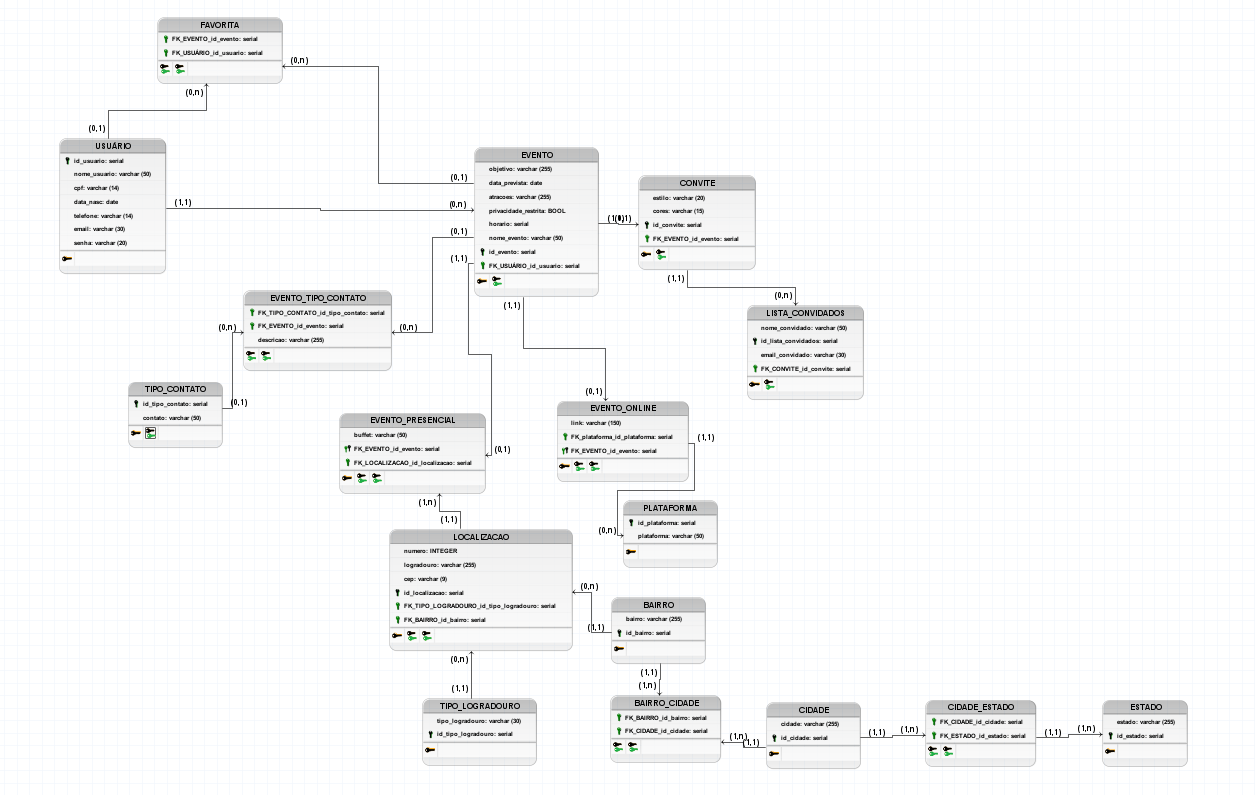 FAVORITA
FK_EVENTO_id_evento: serial
FK_USUÁRIO_id_usuario: serial
(0,n)
(0,n)
(0,1)
USUÁRIO
id_usuario: serial
nome_usuario: varchar (50)
cpf: varchar (14)
data_nasc: date
telefone: varchar (14)
email: varchar (30)
senha: varchar (20)
(1,1)
(0,1)
(0,n)
(0,1)
(1,1)
EVENTO
objetivo: varchar (255)
data_prevista: date
atracoes: varchar (255)
privacidade_restrita: BOOL
horario: serial
nome_evento: varchar (50)
id_evento: serial
FK_USUÁRIO_id_usuario: serial
(1,1)
CONVITE
estilo: varchar (20)
cores: varchar (15)
id_convite: serial
FK_EVENTO_id_evento: serial
(1,1)
(0,n)
LISTA_CONVIDADOS
nome_convidado: varchar (50)
id_lista_convidados: serial
email_convidado: varchar (30)
FK_CONVITE_id_convite: serial
EVENTO_TIPO_CONTATO
FK_TIPO_CONTATO_id_tipo_contato: serial
FK_EVENTO_id_evento: serial
descricao: varchar (255)
(0,n)
(0,n)
TIPO_CONTATO
id_tipo_contato: serial
contato: varchar (50)
(0,1)
EVENTO_PRESENCIAL
buffet: varchar (50)
FK_EVENTO_id_evento: serial
FK_LOCALIZACAO_id_localizacao: serial
(0,1)
(1,n)
(1,1)
(0,1)
EVENTO_ONLINE
link: varchar (150)
FK_plataforma_id_plataforma: serial
FK_EVENTO_id_evento: serial
(1,1)
(0,n)
PLATAFORMA
id_plataforma: serial
plataforma: varchar (50)
LOCALIZACAO
numero: INTEGER
logradouro: varchar (255)
cep: varchar (9)
id_localizacao: serial
FK_TIPO_LOGRADOURO_id_tipo_logradouro: serial
FK_BAIRRO_id_bairro: serial
(0,n)
(1,1)
BAIRRO
bairro: varchar (255)
id_bairro: serial
(1,1)
(1,n)
(0,n)
(1,1)
TIPO_LOGRADOURO
tipo_logradouro: varchar (30)
id_tipo_logradouro: serial
BAIRRO_CIDADE
FK_BAIRRO_id_bairro: serial
FK_CIDADE_id_cidade: serial
(1,n)
(1,1)
CIDADE
cidade: varchar (255)
id_cidade: serial
(1,1)
(1,n)
CIDADE_ESTADO
FK_CIDADE_id_cidade: serial
FK_ESTADO_id_estado: serial
(1,1)
(1,n)
ESTADO
estado: varchar (255)
id_estado: serial